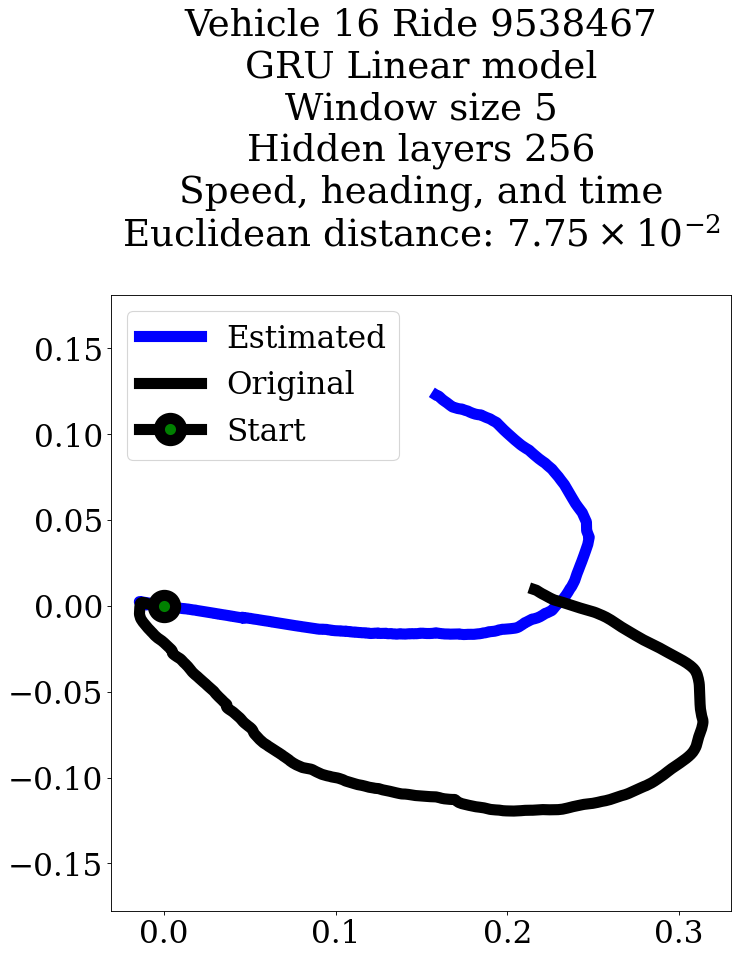 Vehicle 16 Ride 9538467
GRU Linear model
Window size 5
Hidden layers 256
Speed, heading, and time
Euclidean distance: 7.75 × 10⁻²
Estimated
Original
Start
0.15
0.10
0.05
0.00
−0.05
−0.10
−0.15
0.0 0.1 0.2 0.3